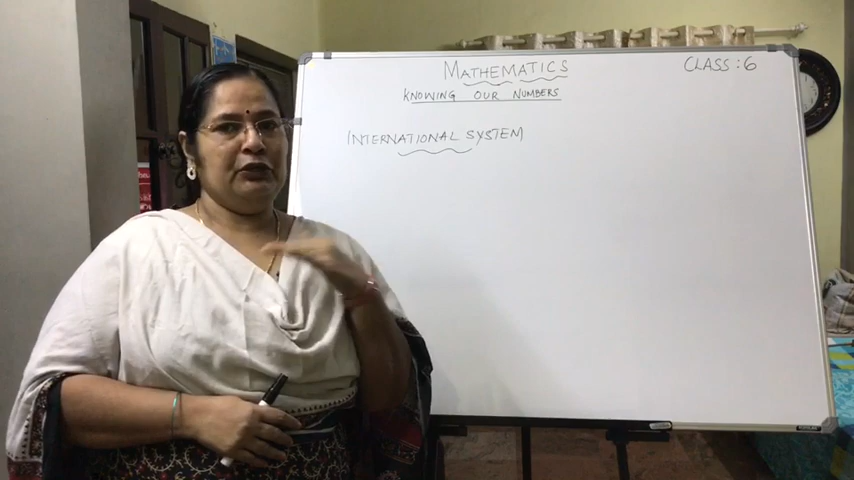 MATHEMATICS
CLASS: 6
KNOWING OUR NUMBERS
INTERNATIONAL SYSTEM